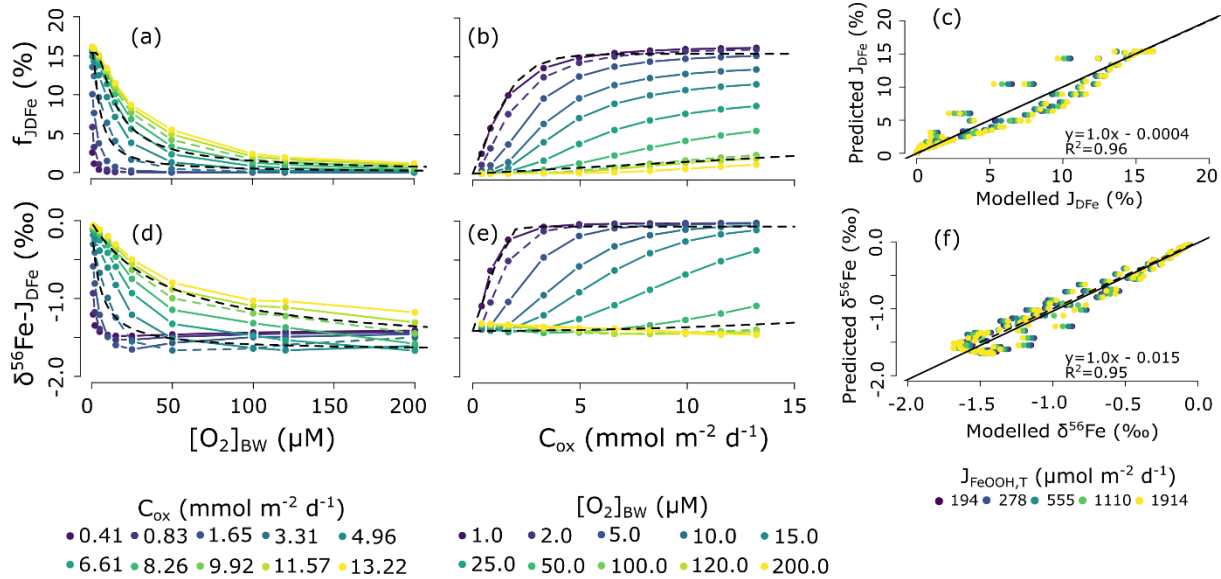 (a)
f_JDFe (%)
0 5 10 15 20
(b)
(c)
Predicted J_DFe (%)
0 5 10 15 20
y=1.0x - 0.0004
R²=0.96
0 5 10 15 20
Modelled J_DFe (%)
(d)
δ⁵⁶Fe-J_DFe (‰)
0.0 -1.0 -2.0
0 50 100 150 200
[O₂]_BW (µM)
(e)
0 5 10 15
C_ox (mmol m⁻² d⁻¹)
(f)
Predicted δ⁵⁶Fe (‰)
0.0 -1.0 -2.0
y=1.0x - 0.015
R²=0.95
-2.0 -1.5 -1.0 -0.5 0.0
Modelled δ⁵⁶Fe (‰)
C_ox (mmol m⁻² d⁻¹)
0.41 0.83 1.65 3.31 4.96
6.61 8.26 9.92 11.57 13.22
[O₂]_BW (µM)
1.0 2.0 5.0 10.0 15.0
25.0 50.0 100.0 120.0 200.0
J_FeOOH,T (µmol m⁻² d⁻¹)
194 278 555 1110 1914